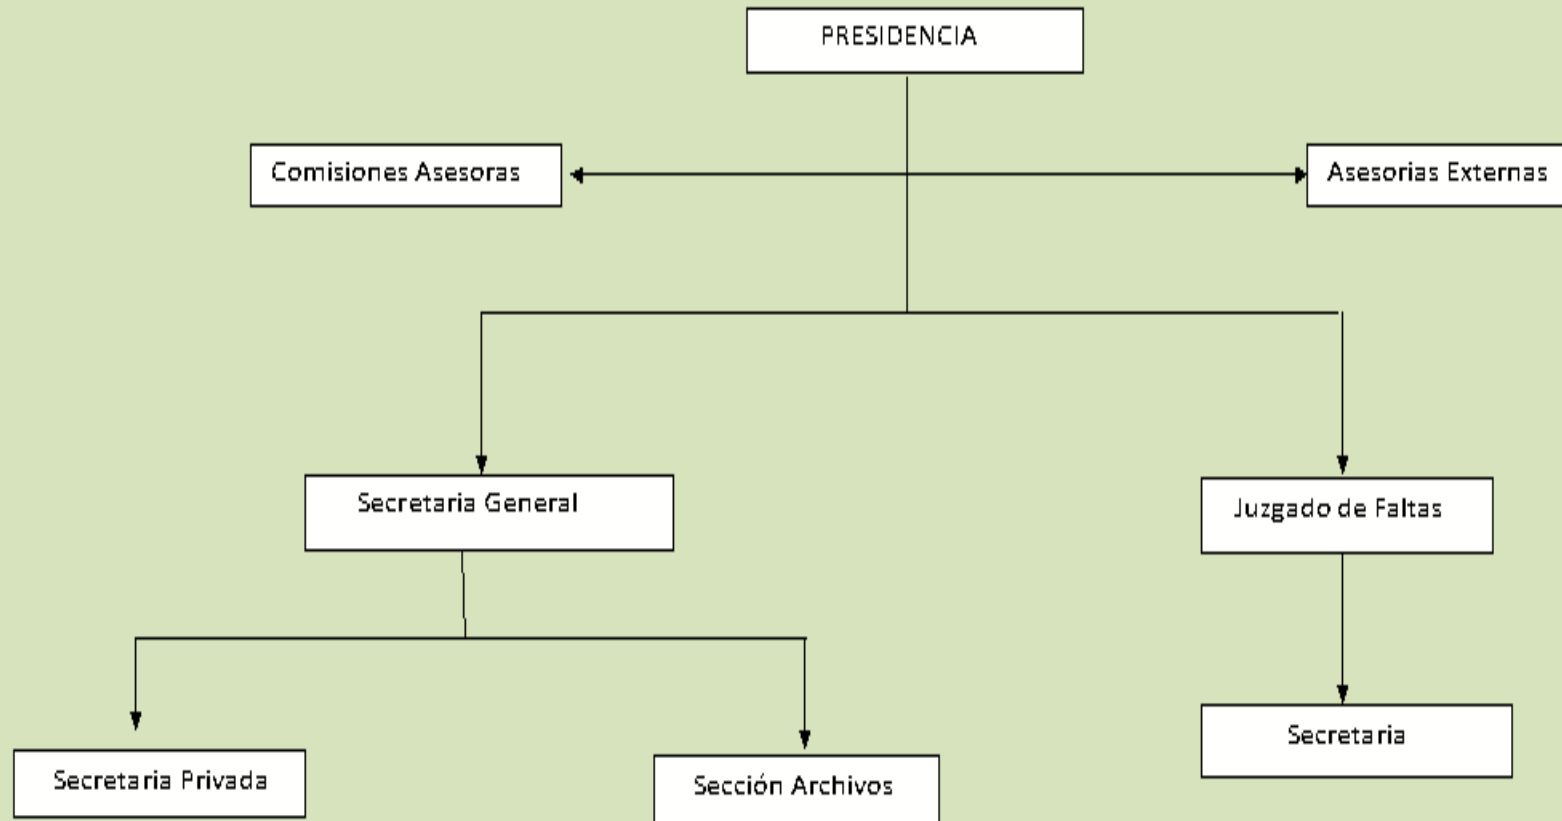 PRESIDENCIA
Comisiones Asesoras
Asesorias Externas
Secretaria General
Juzgado de Faltas
Secretaria
Secretaria Privada
Sección Archivos